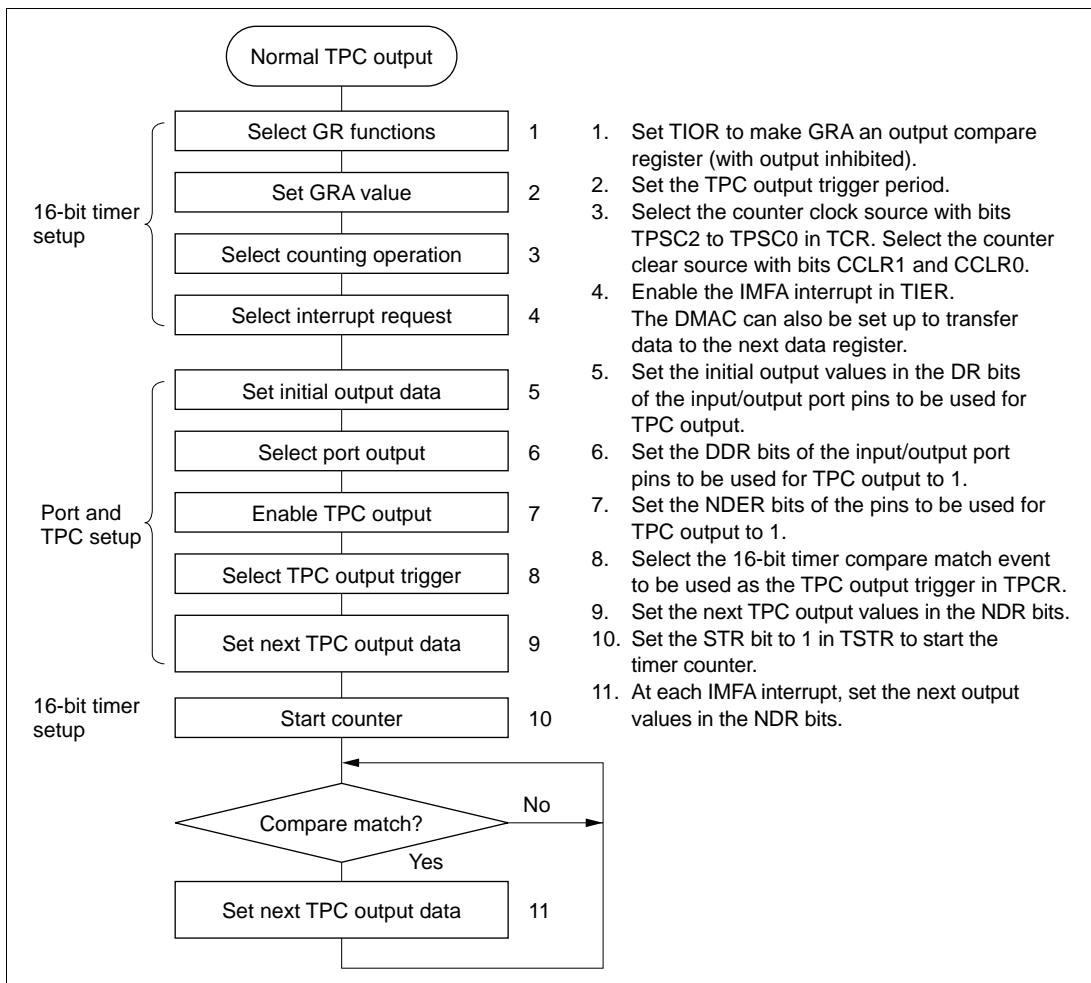 Normal TPC output
16-bit timer
setup
Select GR functions
1
Set GRA value
2
Select counting operation
3
Select interrupt request
4
Port and
TPC setup
Set initial output data
5
Select port output
6
Enable TPC output
7
Select TPC output trigger
8
Set next TPC output data
9
16-bit timer
setup
Start counter
10
Compare match?
No
Yes
Set next TPC output data
11
1. Set TIOR to make GRA an output compare
register (with output inhibited).
2. Set the TPC output trigger period.
3. Select the counter clock source with bits
TPSC2 to TPSC0 in TCR. Select the counter
clear source with bits CCLR1 and CCLR0.
4. Enable the IMFA interrupt in TIER.
The DMAC can also be set up to transfer
data to the next data register.
5. Set the initial output values in the DR bits
of the input/output port pins to be used for
TPC output.
6. Set the DDR bits of the input/output port
pins to be used for TPC output to 1.
7. Set the NDER bits of the pins to be used for
TPC output to 1.
8. Select the 16-bit timer compare match event
to be used as the TPC output trigger in TPCR.
9. Set the next TPC output values in the NDR bits.
10. Set the STR bit to 1 in TSTR to start the
timer counter.
11. At each IMFA interrupt, set the next output
values in the NDR bits.